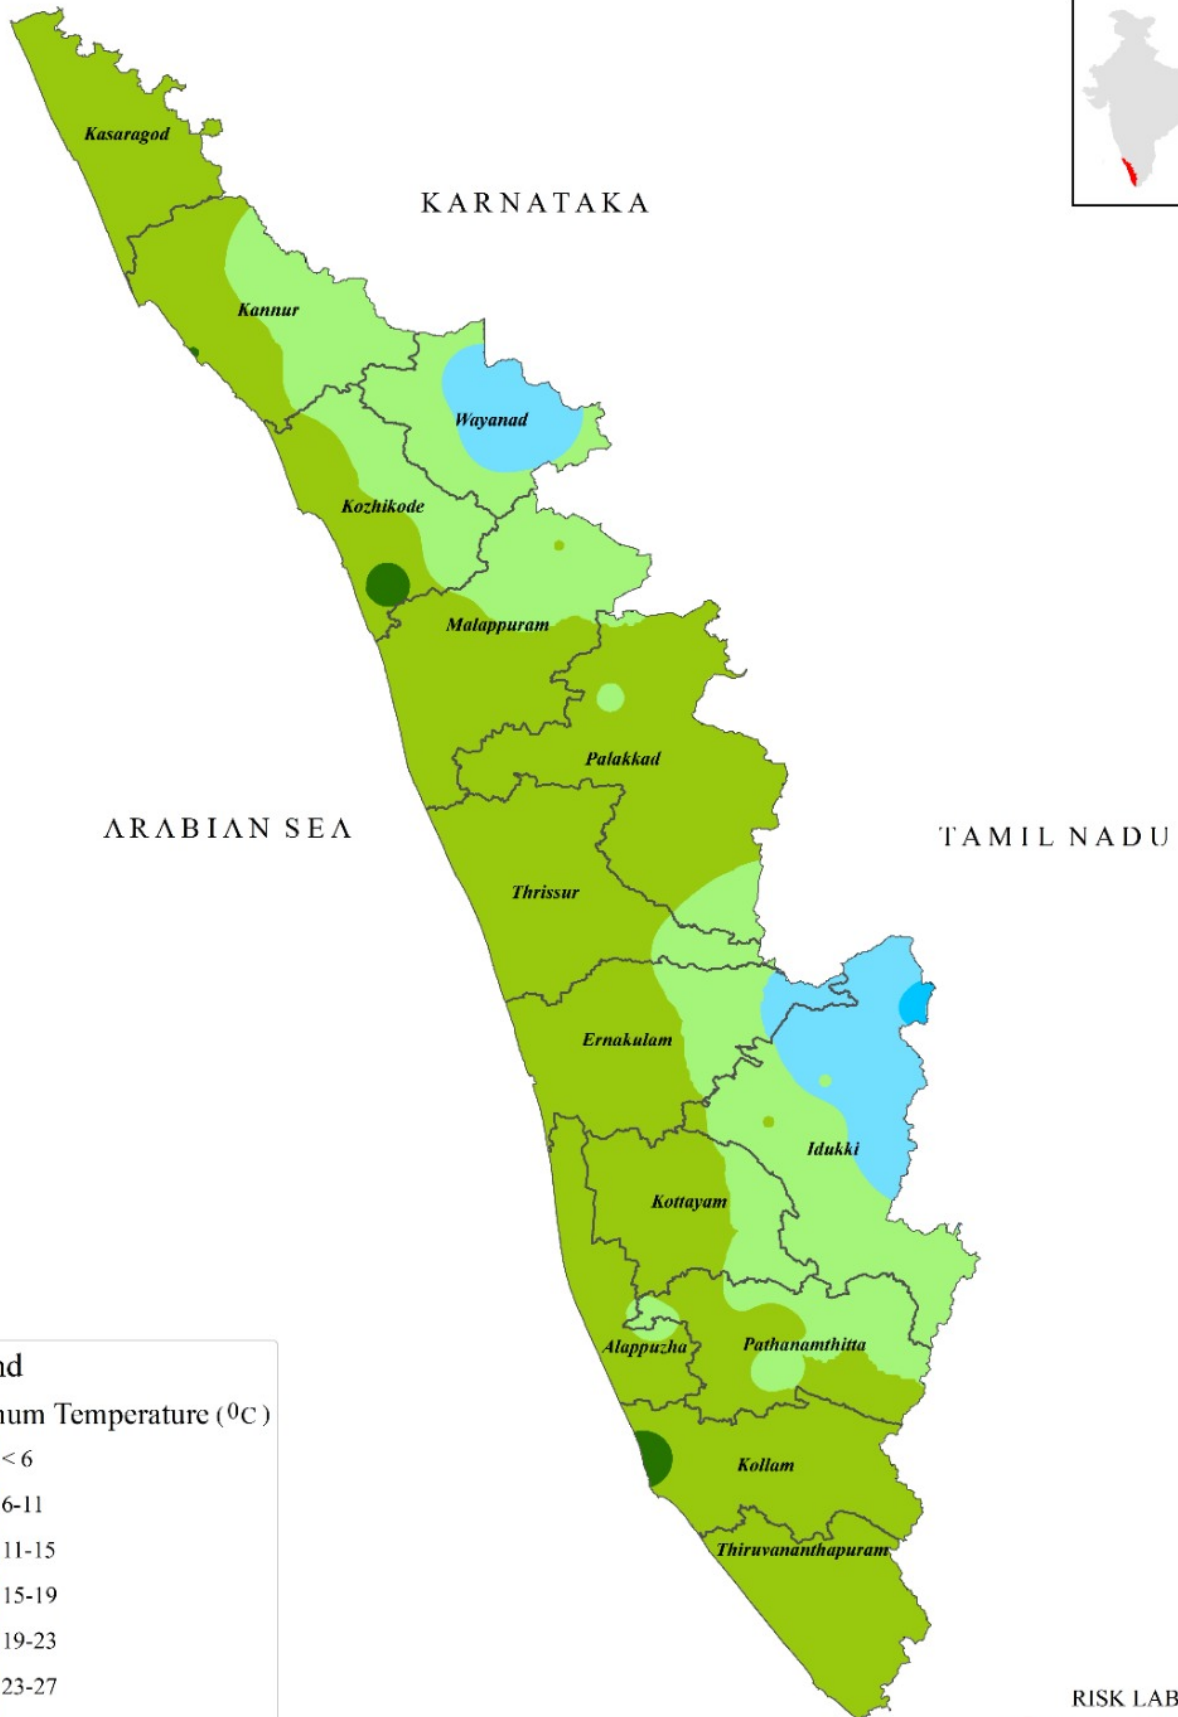 Kasaragod
KARNATAKA
Kannur
Wayanad
Kozhikode
Malappuram
Palakkad
ARABIAN SEA
TAMIL NADU
Thrissur
Ernakulam
Idukki
Kottayam
Alappuzha
Pathanamthitta
Kollam
Thiruvananthapuram
nd
num Temperature (⁰C)
< 6
6-11
11-15
15-19
19-23
23-27
RISK LAB